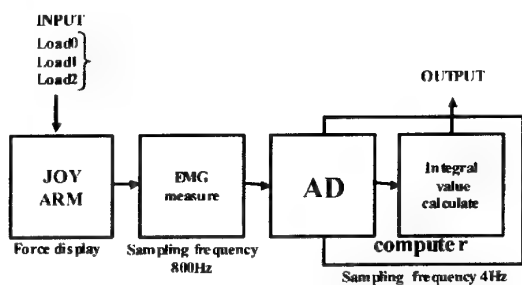 INPUT
Load0
Load1
Load2
OUTPUT
JOY
ARM
EMG
measure
AD
Integral
value
calculate
computer
Force display
Sampling frequency
800Hz
Sampling frequency 4Hz